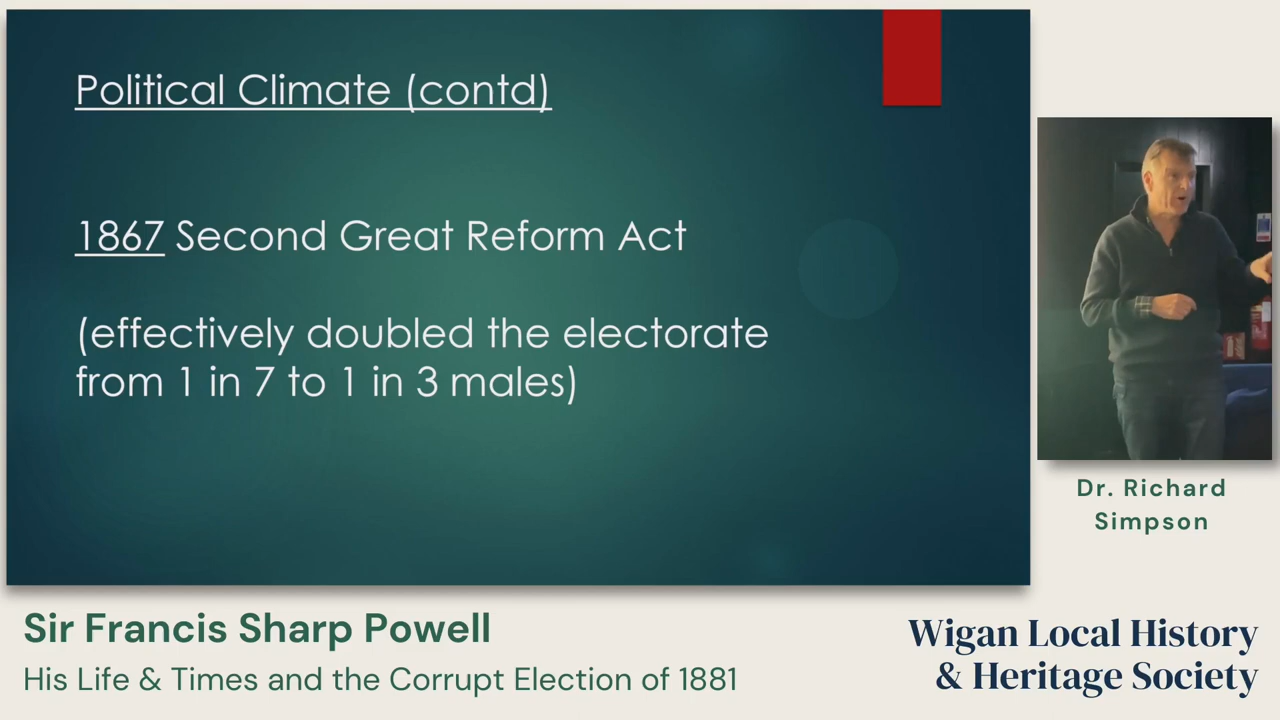 Political Climate (contd)
1867 Second Great Reform Act
(effectively doubled the electorate
from 1 in 7 to 1 in 3 males)
Dr. Richard
Simpson
Sir Francis Sharp Powell
His Life & Times and the Corrupt Election of 1881
Wigan Local History
& Heritage Society